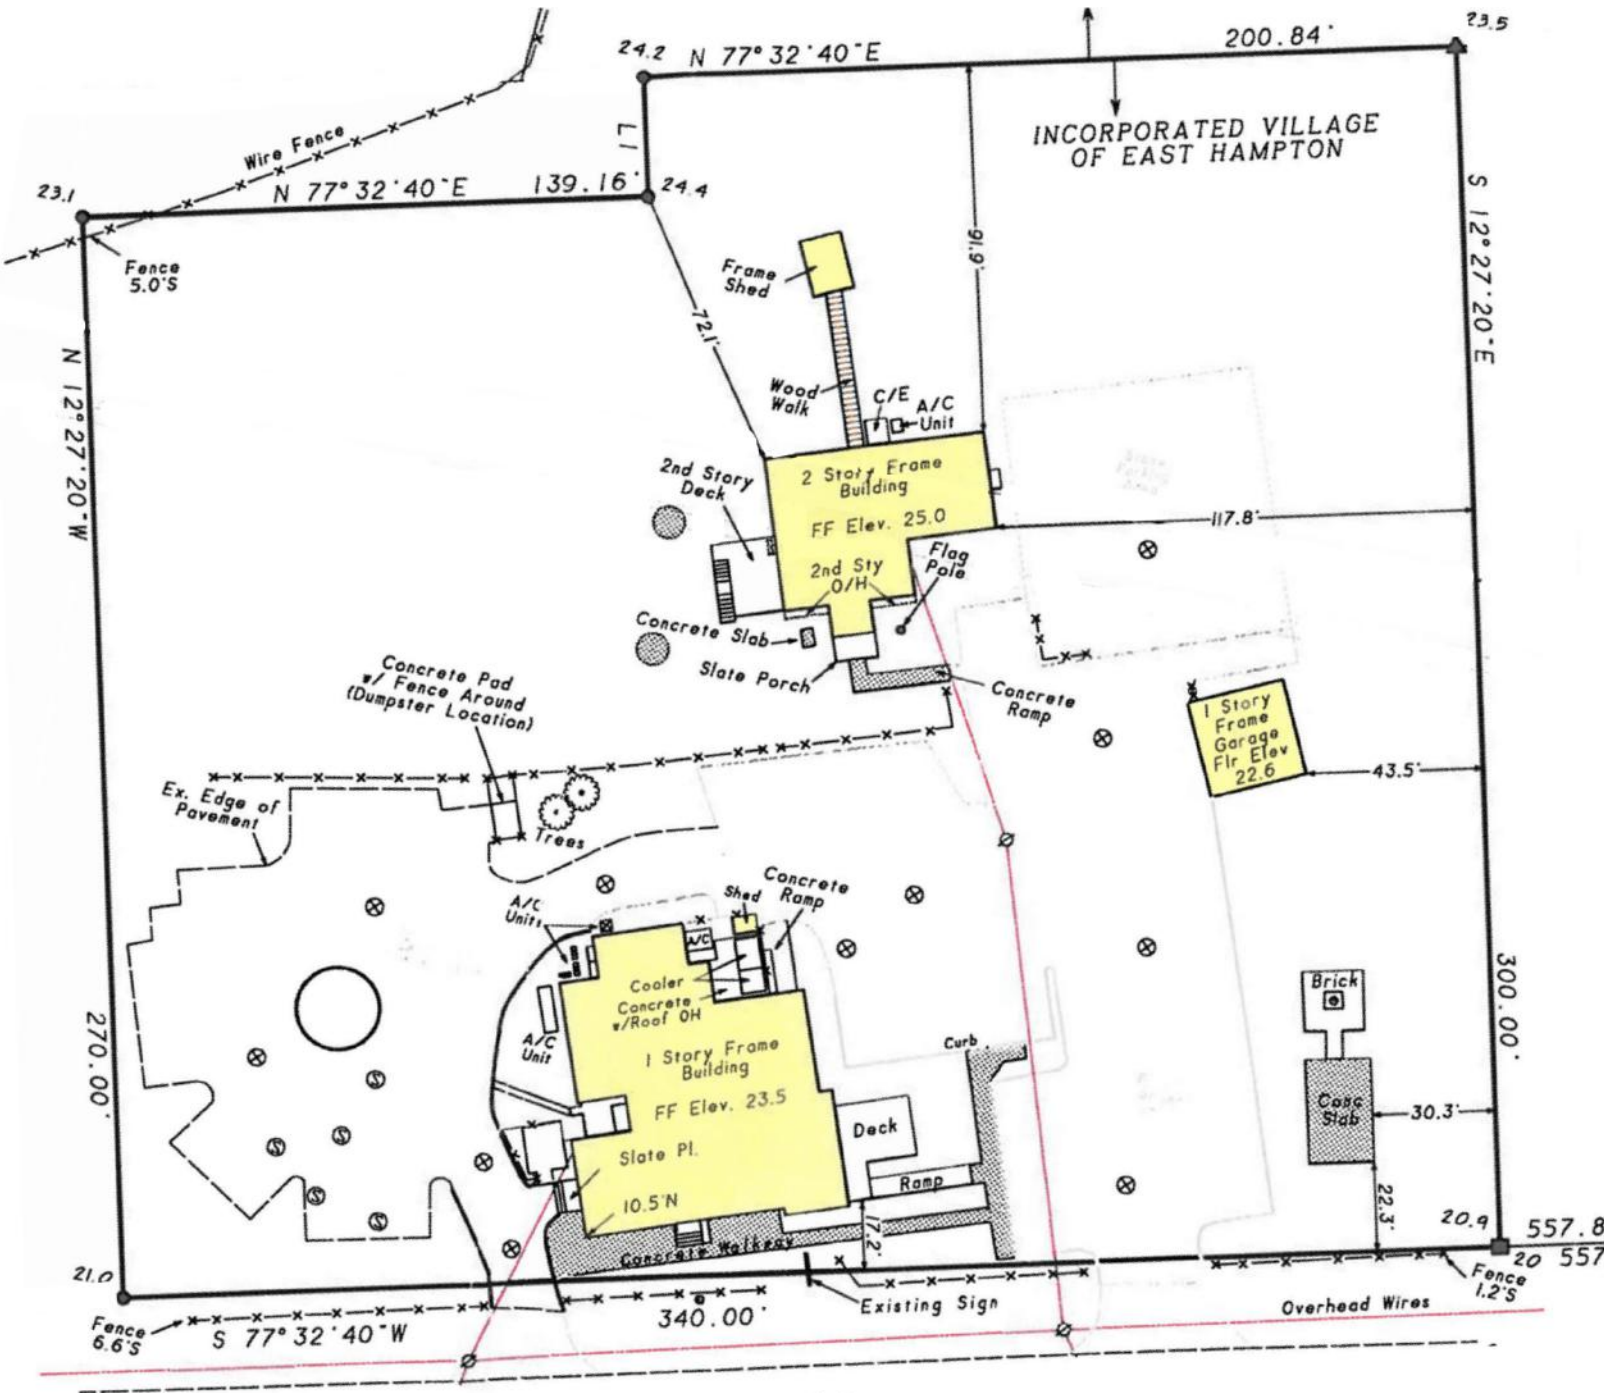 23.5
24.2 N 77°32'40"E 200.84'
INCORPORATED VILLAGE
OF EAST HAMPTON
L1
Wire Fence
23.1 N 77°32'40"E 139.16' 24.4
S 12°27'20"E
Fence
5.0'S
Frame
Shed
91.9'
72.1'
N 12°27'20"W
Wood
Walk
C/E
A/C
Unit
2nd Story
Deck
2 Story Frame
Building
FF Elev. 25.0
117.8'
2nd Sty
O/H
Flag
Pole
Concrete Slab
Slate Porch
Concrete
Ramp
Concrete Pad
w/ Fence Around
(Dumpster Location)
1 Story
Frame
Garage
Flr Elev
22.6
43.5'
Ex. Edge of
Pavement
Trees
A/C
Units
Shed
Concrete
Ramp
A/C
Cooler
Concrete
w/Roof OH
A/C
Unit
1 Story Frame
Building
FF Elev. 23.5
Curb
Brick
300.00'
270.00'
Conc
Slab
30.3'
Deck
Slate Pl.
Ramp
10.5'N
17.2'
22.3'
Concrete Walkway
21.0
20.9
557.8
20 557
Fence
1.2'S
Existing Sign
Overhead Wires
Fence
6.6'S
S 77°32'40"W 340.00'